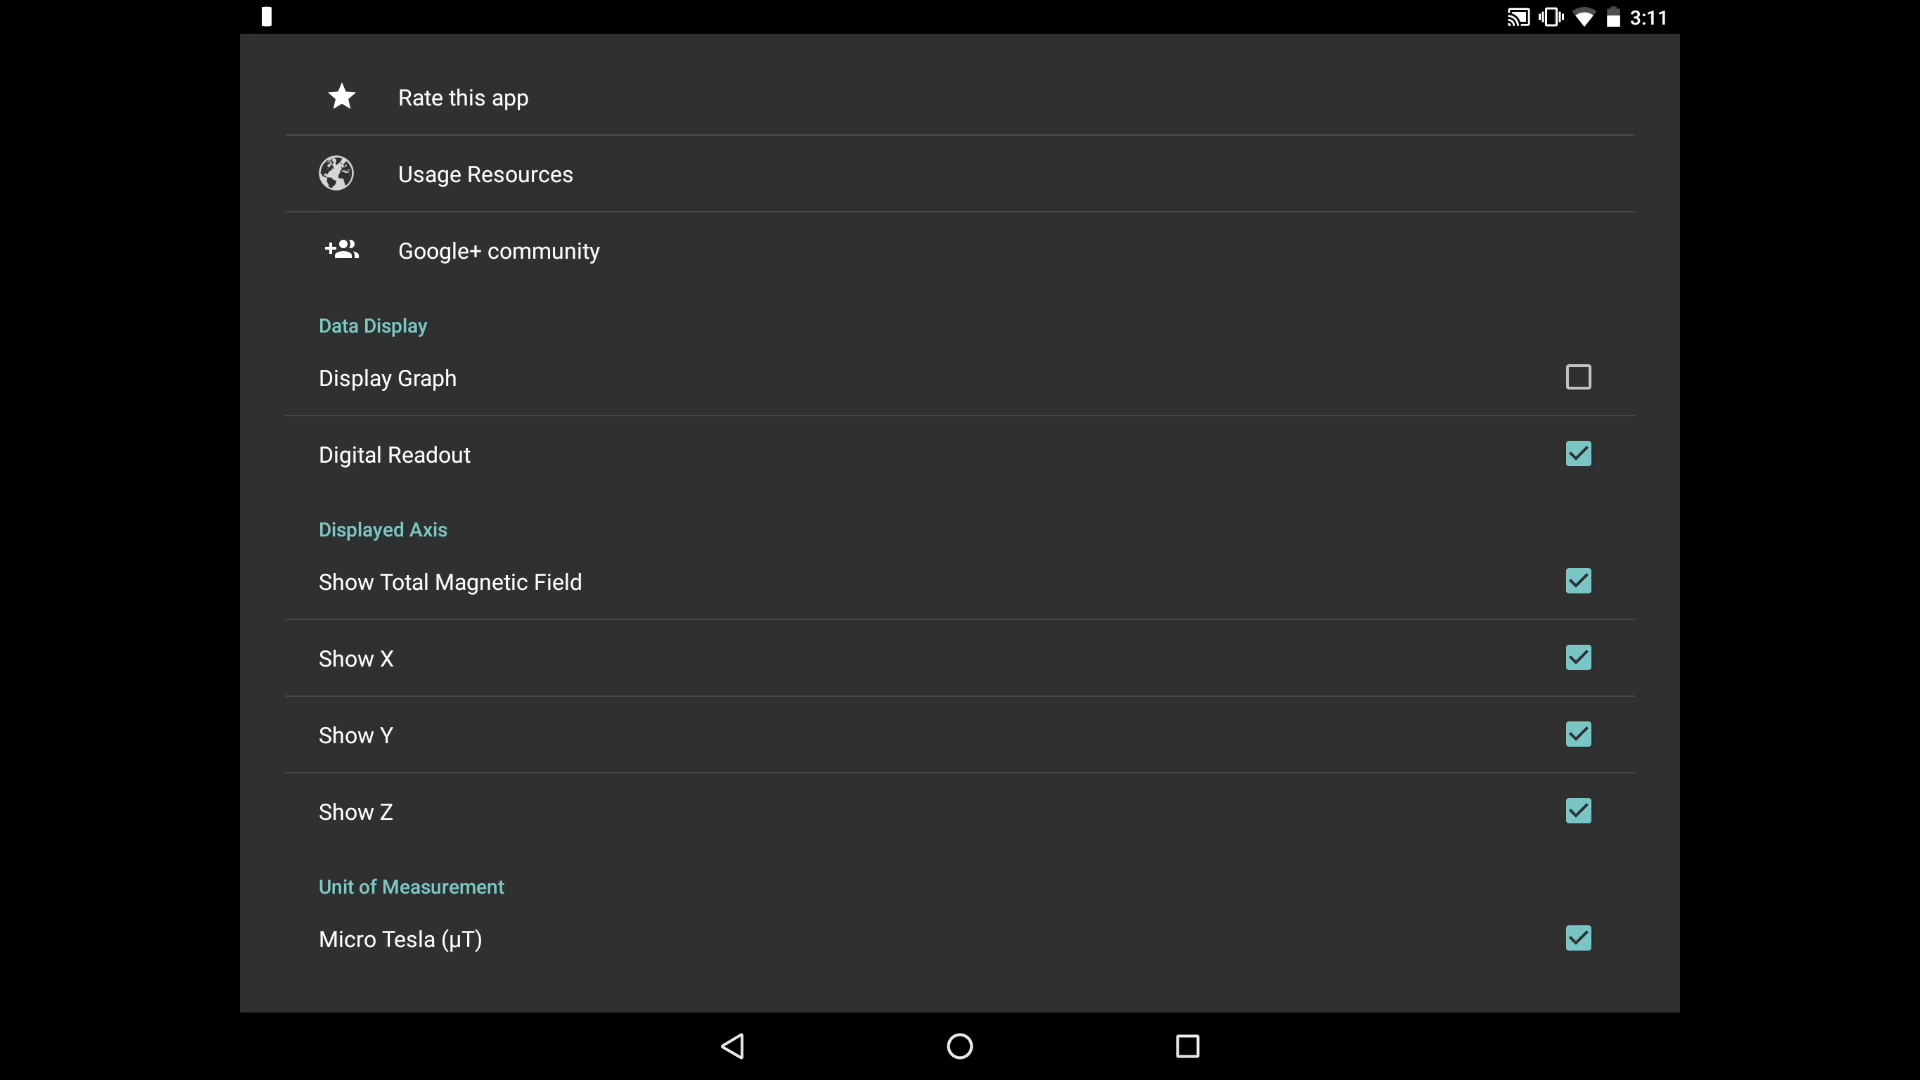 3:11
Rate this app
Usage Resources
Google+ community
Data Display
Display Graph
Digital Readout
Displayed Axis
Show Total Magnetic Field
Show X
Show Y
Show Z
Unit of Measurement
Micro Tesla (μT)